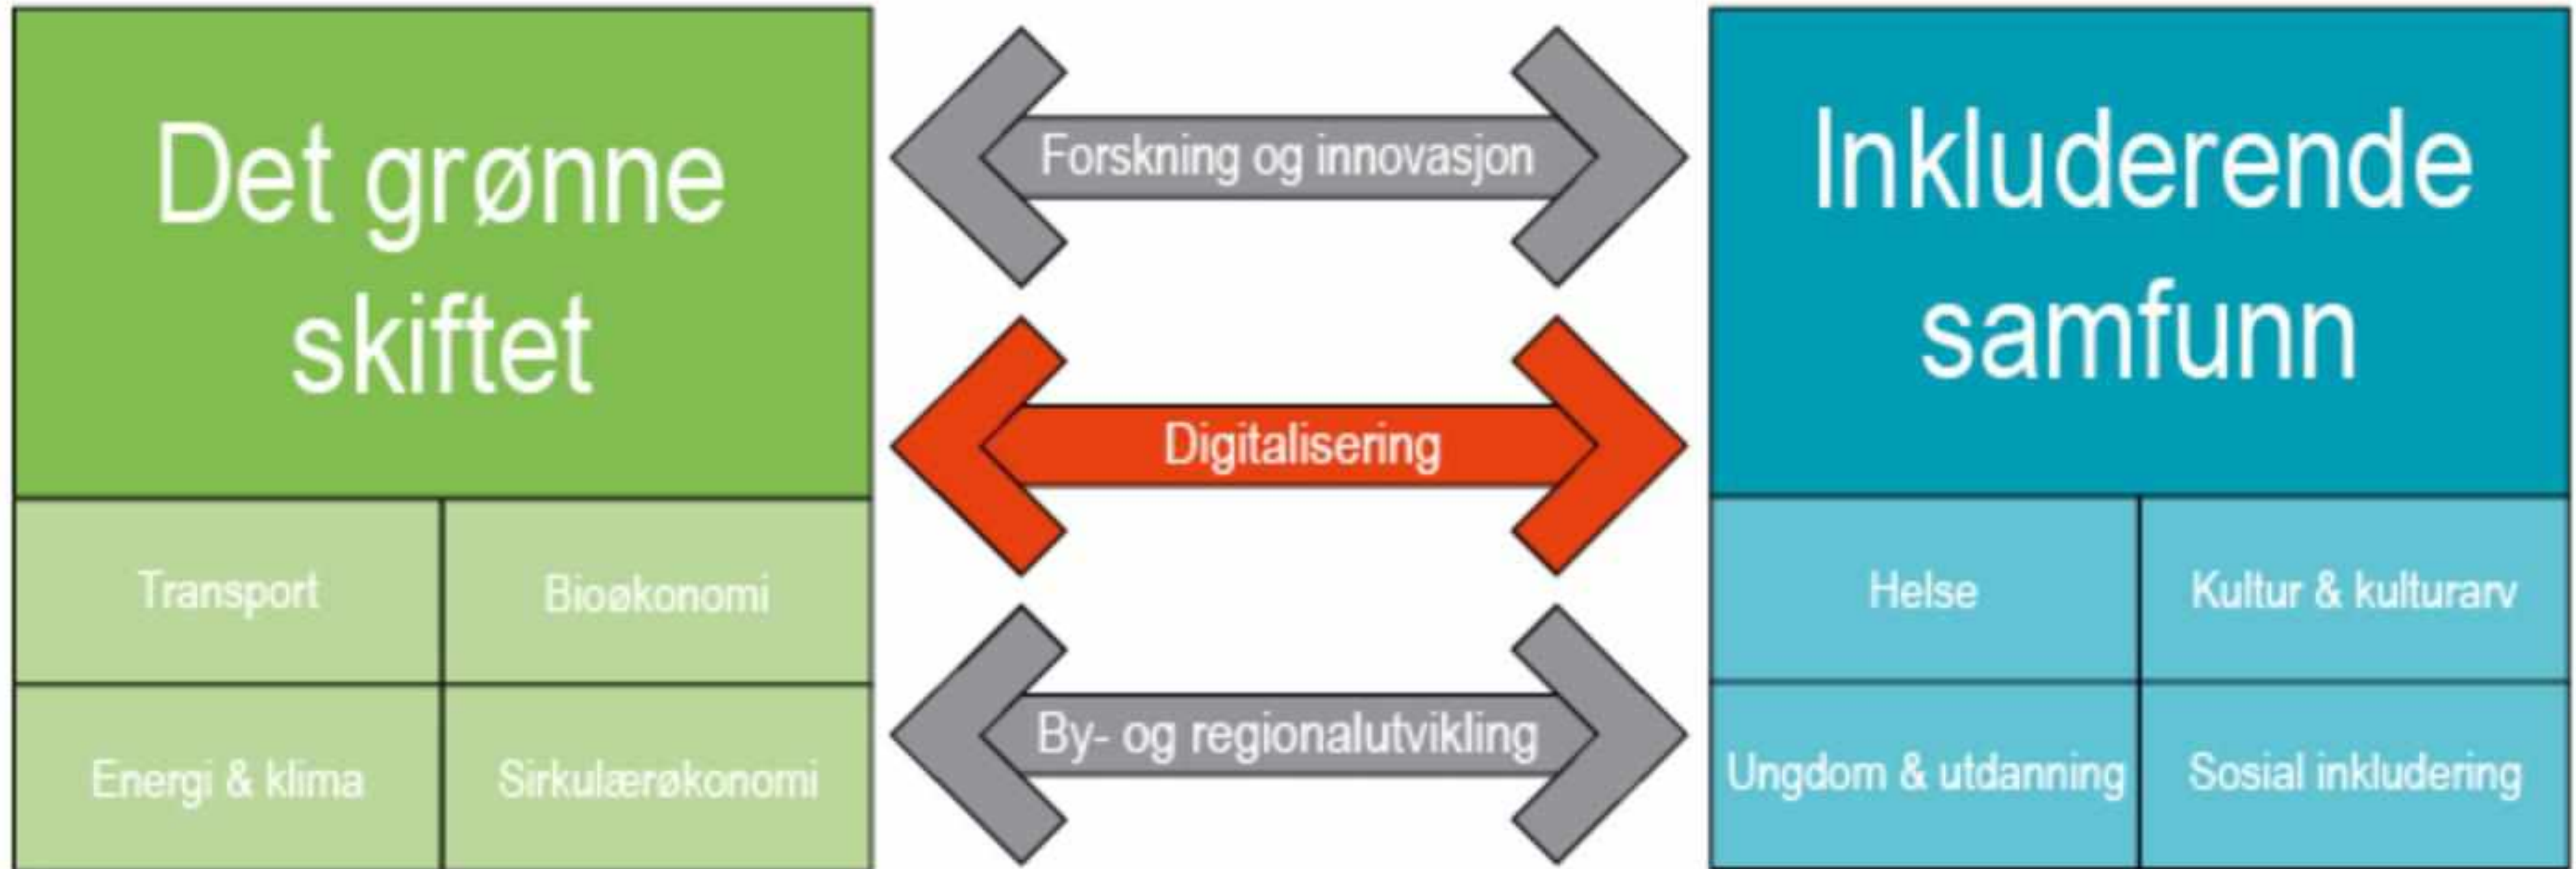 Det grønne
skiftet
Transport
Bioøkonomi
Energi & klima
Sirkulærøkonomi
Forskning og innovasjon
Digitalisering
By- og regionalutvikling
Inkluderende
samfunn
Helse
Kultur & kulturarv
Ungdom & utdanning
Sosial inkludering